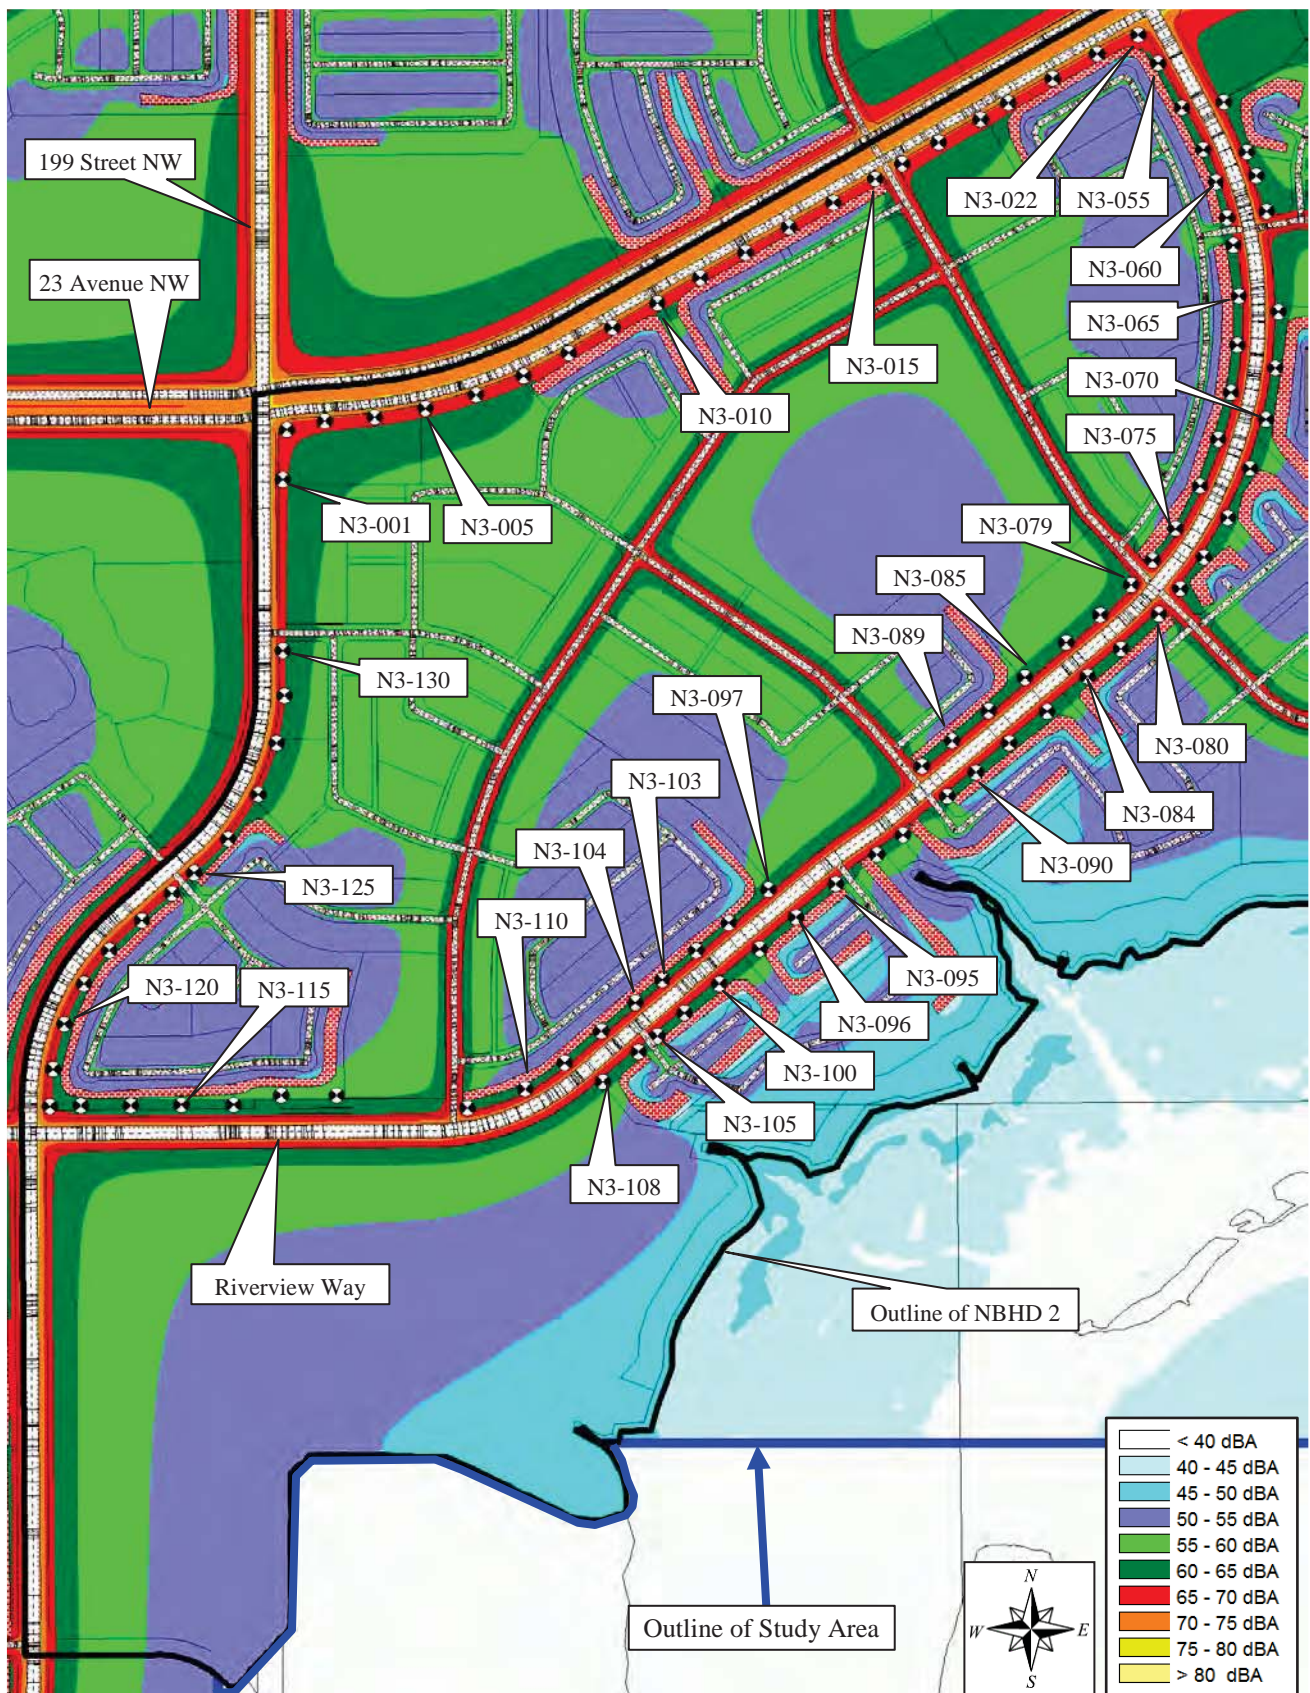 199 Street NW
N3-022
N3-055
N3-060
23 Avenue NW
N3-065
N3-015
N3-070
N3-010
N3-075
N3-001
N3-005
N3-079
N3-085
N3-089
N3-130
N3-097
N3-080
N3-103
N3-084
N3-104
N3-090
N3-125
N3-110
N3-095
N3-120
N3-115
N3-096
N3-100
N3-105
N3-108
Riverview Way
Outline of NBHD 2
Outline of Study Area
N
W
E
S
< 40 dBA
40 - 45 dBA
45 - 50 dBA
50 - 55 dBA
55 - 60 dBA
60 - 65 dBA
65 - 70 dBA
70 - 75 dBA
75 - 80 dBA
> 80 dBA